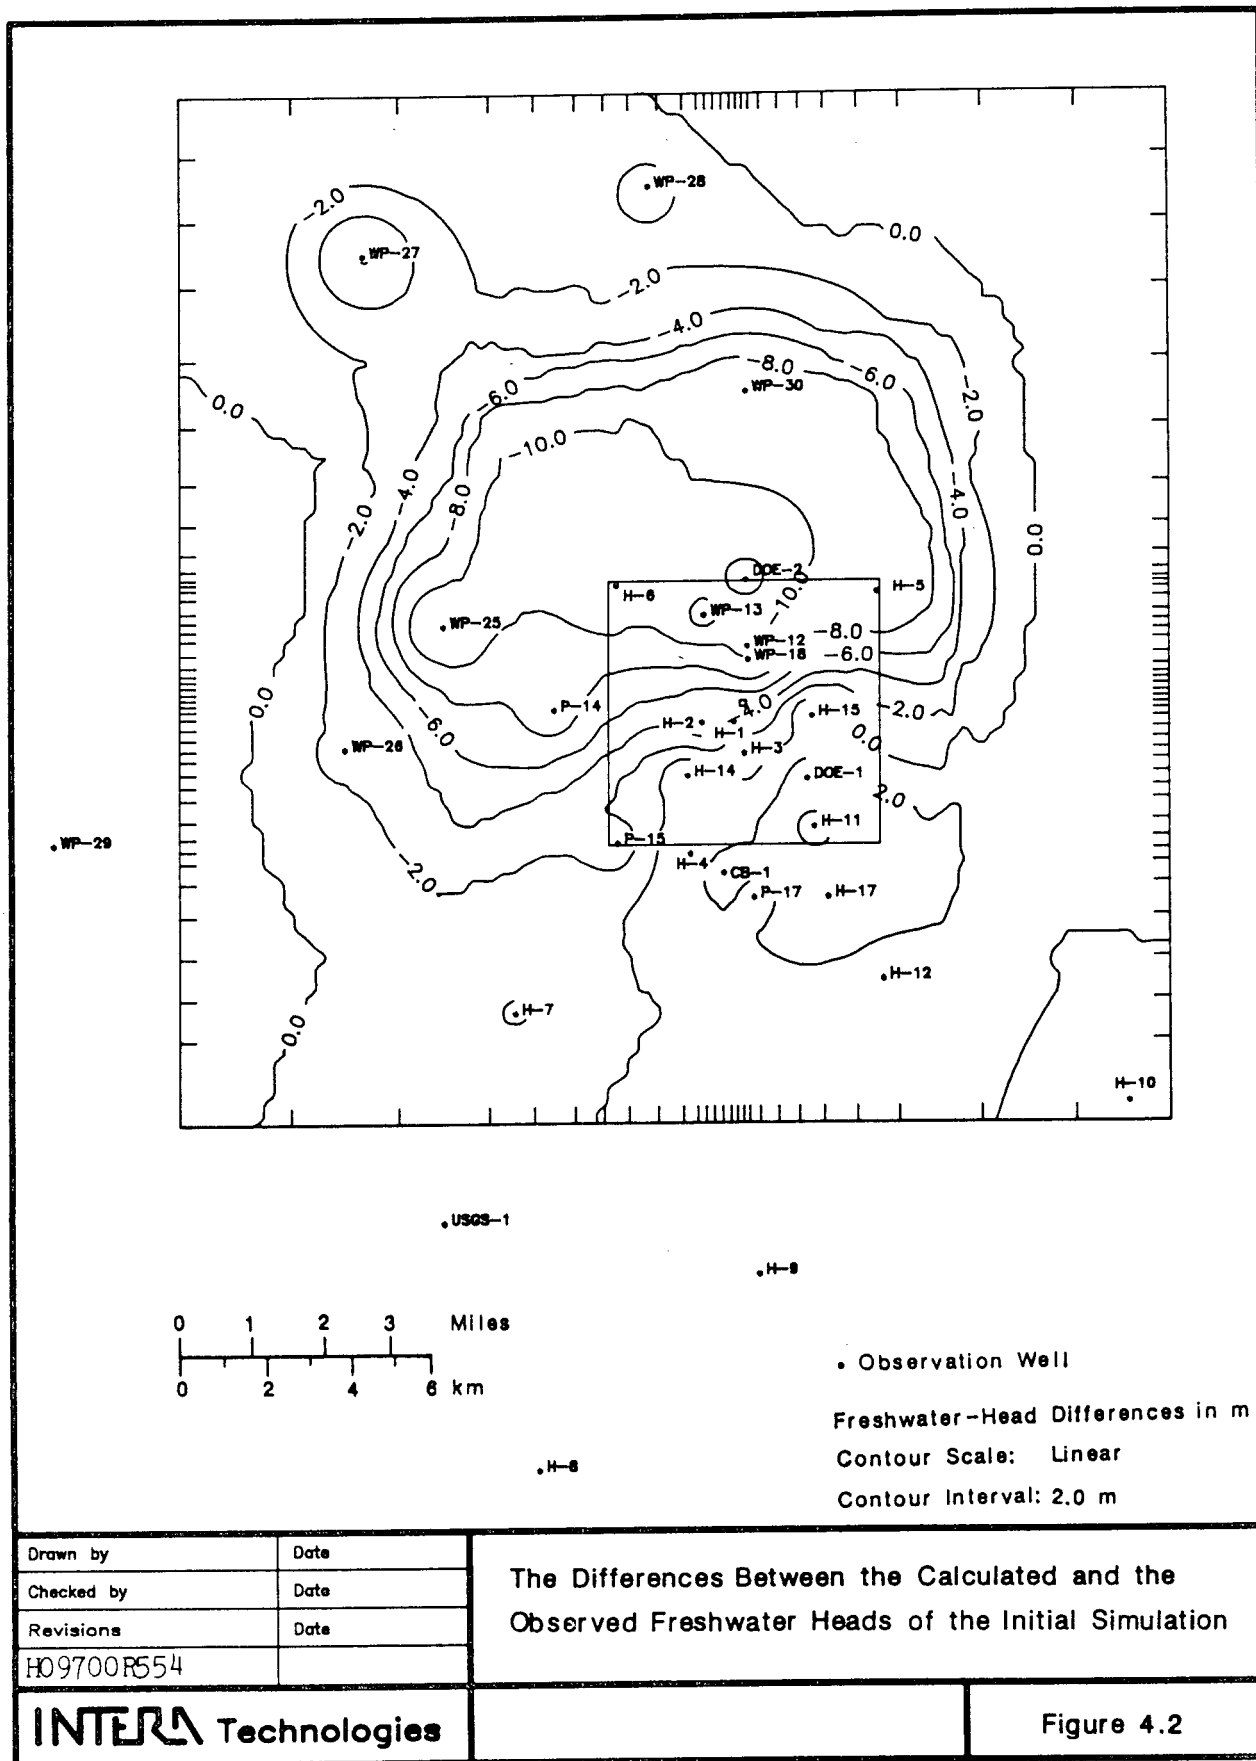 WP-28
-2.0
WP-27
0.0
-2.0
-4.0
-8.0
-6.0
WP-30
-2.0
0.0
-6.0
-10.0
-4.0
-8.0
-2.0
-4.0
0.0
DOE-2
H-6
-10.0
H-5
WP-13
WP-25
WP-12
-8.0
WP-18
-6.0
0.0
P-14
H-2
-4.0
H-15
-2.0
H-1
-6.0
WP-26
H-3
0.0
H-14
DOE-1
2.0
H-11
WP-29
P-15
H-4
-2.0
CB-1
P-17
H-17
H-12
H-7
0.0
H-10
USGS-1
H-9
0 1 2 3 Miles
0 2 4 6 km
• Observation Well
Freshwater-Head Differences in m
Contour Scale: Linear
Contour Interval: 2.0 m
H-8
Drawn by Date
Checked by Date
Revisions Date
H09700R554
The Differences Between the Calculated and the
Observed Freshwater Heads of the Initial Simulation
INTERA Technologies
Figure 4.2